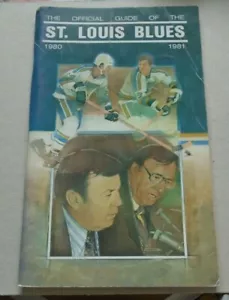 THE OFFICIAL GUIDE OF THE
ST. LOUIS BLUES
1980 1981